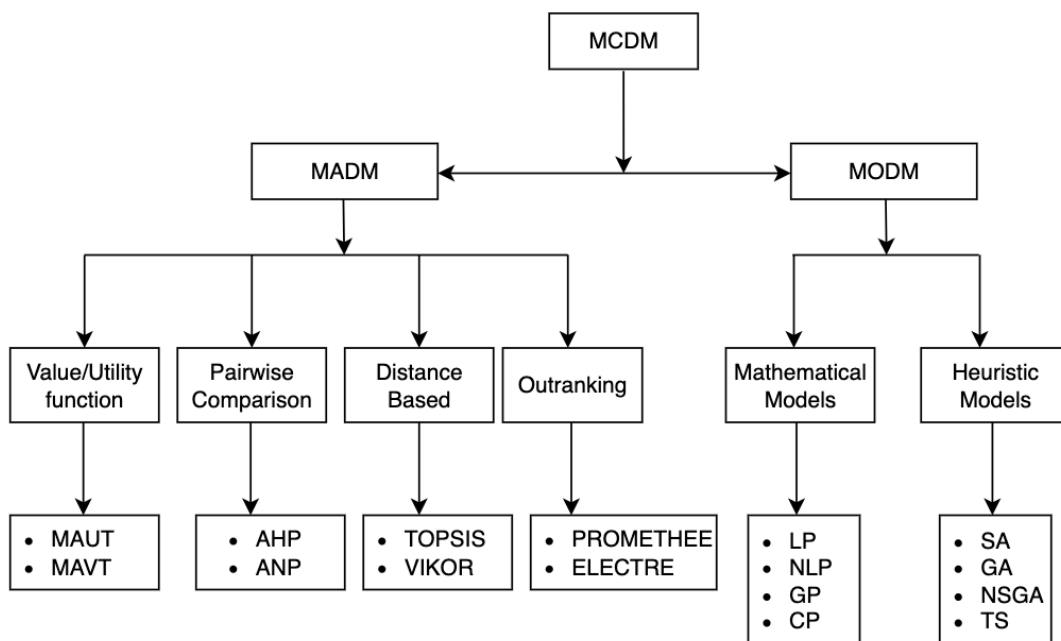 MCDM
MADM
MODM
Value/Utility
function
Pairwise
Comparison
Distance
Based
Outranking
Mathematical
Models
Heuristic
Models
• MAUT
• MAVT
• AHP
• ANP
• TOPSIS
• VIKOR
• PROMETHEE
• ELECTRE
• LP
• NLP
• GP
• CP
• SA
• GA
• NSGA
• TS